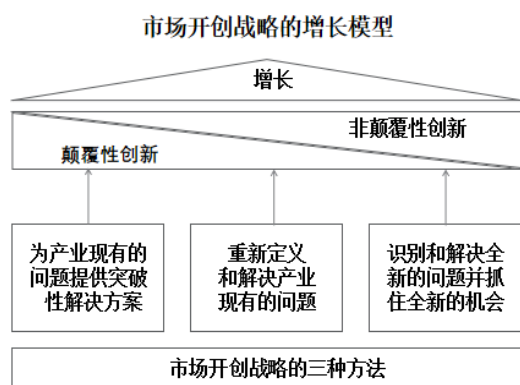 市场开创战略的增长模型
增长
非颠覆性创新
颠覆性创新
为产业现有的
问题提供突破
性解决方案
重新定义
和解决产业
现有的问题
识别和解决全
新的问题并抓
住全新的机会
市场开创战略的三种方法